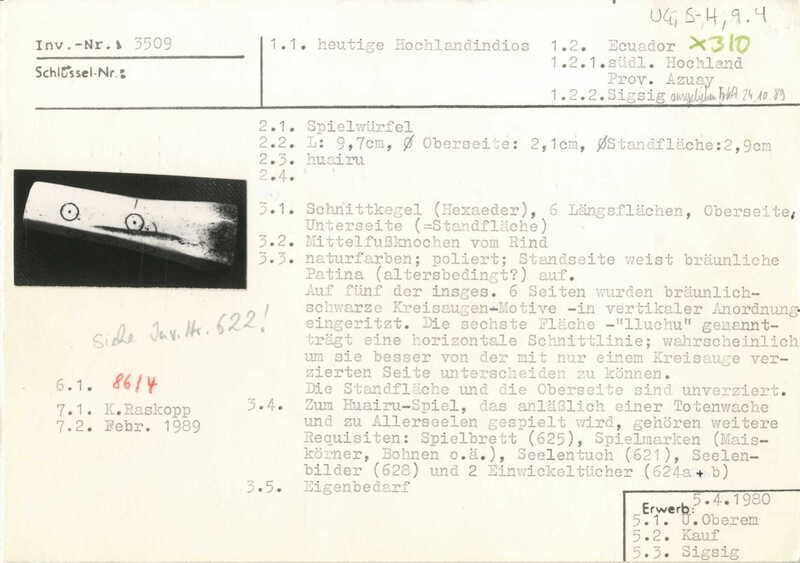 UG, S-H, 9.4
Inv.-Nr.: 3509
Schlüssel-Nr.:
1.1. heutige Hochlandindios
1.2. Ecuador X310
1.2.1.südl. Hochland
Prov. Azuay
1.2.2.Sigsig 24.10.89
2.1. Spielwürfel
2.2. L: 9,7cm, Ø Oberseite: 2,1cm, ØStandfläche:2,9cm
2.3. huairu
2.4.
3.1. Schnittkegel (Hexaeder), 6 Längsflächen, Oberseite,
Unterseite (=Standfläche)
3.2. Mittelfußknochen vom Rind
3.3. naturfarben; poliert; Standseite weist bräunliche
Patina (altersbedingt?) auf.
Auf fünf der insges. 6 Seiten wurden bräunlich-
schwarze Kreisaugen-Motive -in vertikaler Anordnung
eingeritzt. Die sechste Fläche -"lluchu" genannt-
trägt eine horizontale Schnittlinie; wahrscheinlich
um sie besser von der mit nur einem Kreisauge ver-
zierten Seite unterscheiden zu können.
Die Standfläche und die Oberseite sind unverziert.
3.4. Zum Huairu-Spiel, das anläßlich einer Totenwache
und zu Allerseelen gespielt wird, gehören weitere
Requisiten: Spielbrett (625), Spielmarken (Mais-
körner, Bohnen o.ä.), Seelentuch (621), Seelen-
bilder (628) und 2 Einwickeltücher (624a + b)
3.5. Eigenbedarf
siehe Inv.Nr. 622!
6.1. 86/4
7.1. K.Raskopp
7.2. Febr. 1989
Erwerb: 5.4.1980
5.1. U.Oberem
5.2. Kauf
5.3. Sigsig